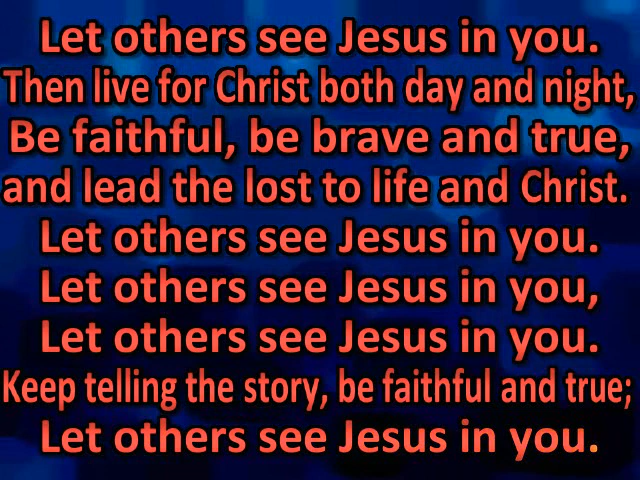 Let others see Jesus in you.
Then live for Christ both day and night,
Be faithful, be brave and true,
and lead the lost to life and Christ.
Let others see Jesus in you.
Let others see Jesus in you,
Let others see Jesus in you.
Keep telling the story, be faithful and true;
Let others see Jesus in you.